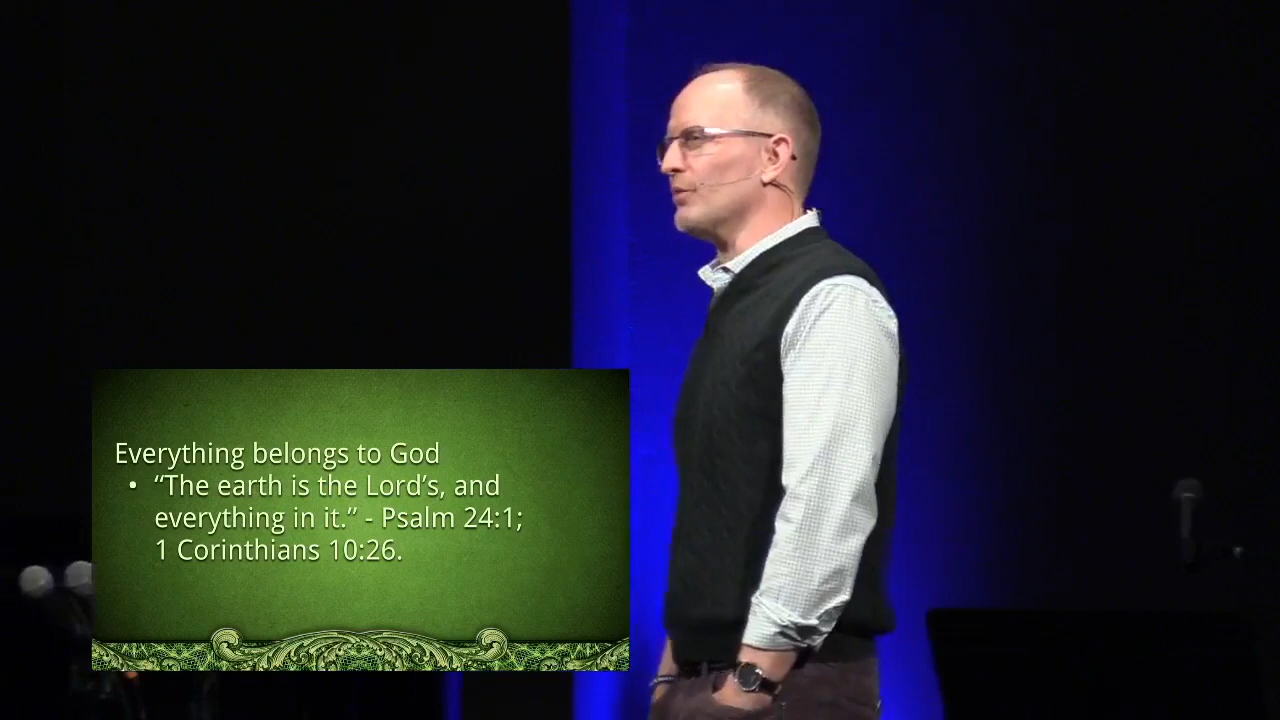 Everything belongs to God
• “The earth is the Lord’s, and
everything in it.” - Psalm 24:1;
1 Corinthians 10:26.